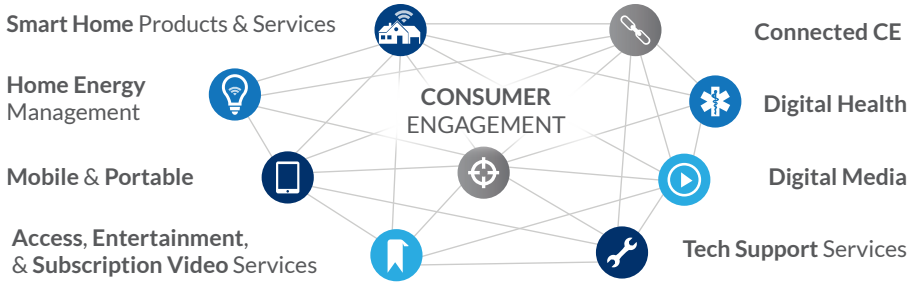 Smart Home Products & Services
Connected CE
Home Energy
Management
CONSUMER
ENGAGEMENT
Digital Health
Mobile & Portable
Digital Media
Access, Entertainment,
& Subscription Video Services
Tech Support Services